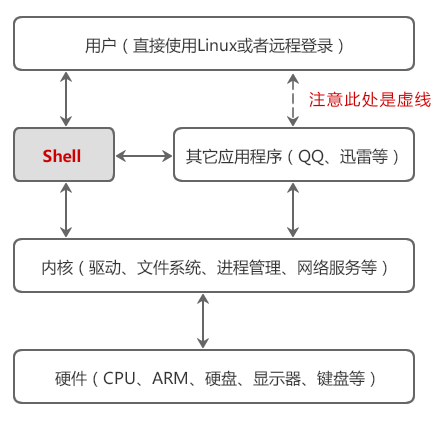 用户（直接使用Linux或者远程登录）
注意此处是虚线
Shell
其它应用程序（QQ、迅雷等）
内核（驱动、文件系统、进程管理、网络服务等）
硬件（CPU、ARM、硬盘、显示器、键盘等）